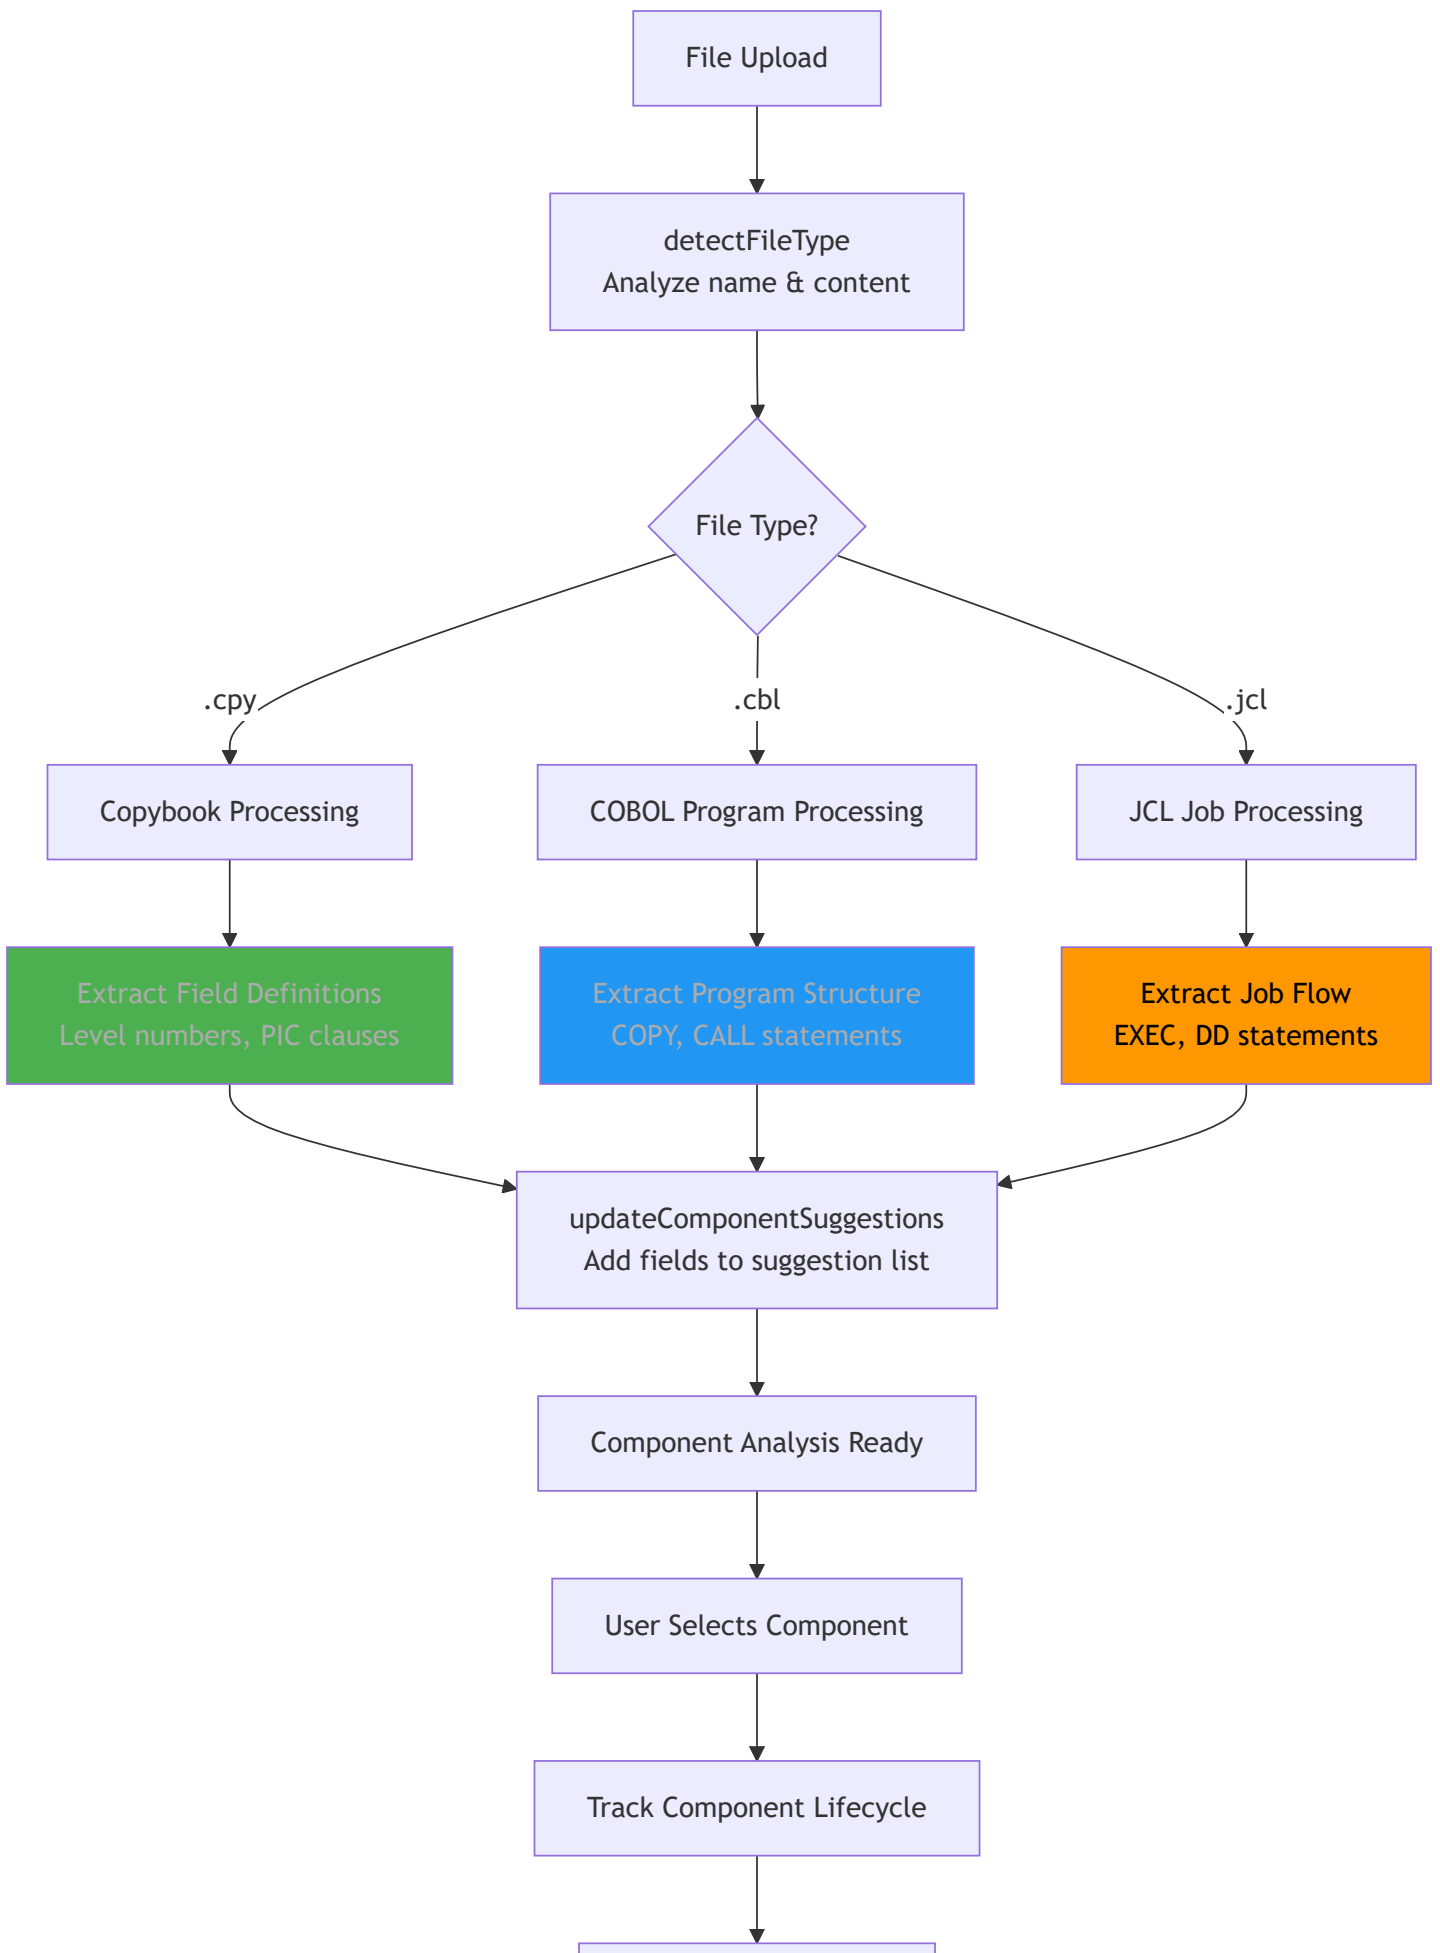 File Upload
detectFileType
Analyze name & content
File Type?
.cpy
.cbl
.jcl
Copybook Processing
COBOL Program Processing
JCL Job Processing
Extract Field Definitions
Level numbers, PIC clauses
Extract Program Structure
COPY, CALL statements
Extract Job Flow
EXEC, DD statements
updateComponentSuggestions
Add fields to suggestion list
Component Analysis Ready
User Selects Component
Track Component Lifecycle